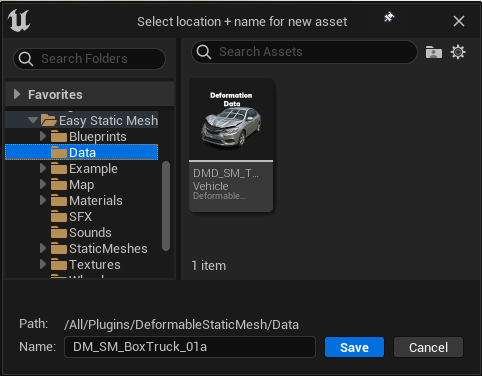 Select location + name for new asset
Search Folders
Search Assets
Favorites
Easy Static Mesh
Blueprints
Data
Example
Map
Materials
SFX
Sounds
StaticMeshes
Textures
Deformation
Data
DMD_SM_T...
Vehicle
Deformable...
1 item
Path: /All/Plugins/DeformableStaticMesh/Data
Name: DM_SM_BoxTruck_01a
Save
Cancel